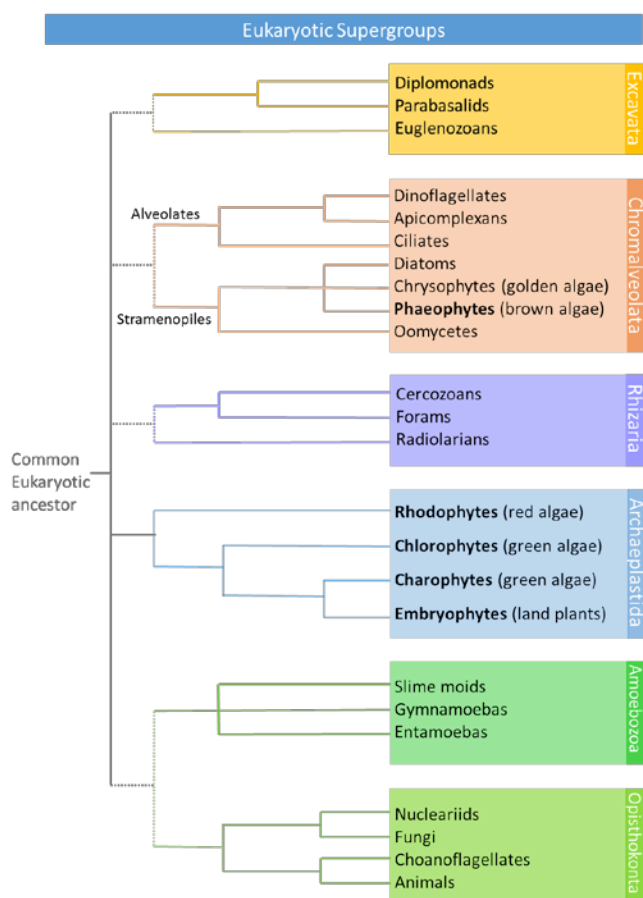 Eukaryotic Supergroups
Diplomonads
Parabasalids
Euglenozoans
Excavata
Alveolates
Dinoflagellates
Apicomplexans
Ciliates
Diatoms
Chrysophytes (golden algae)
Stramenopiles
Phaeophytes (brown algae)
Oomycetes
Chromalveolata
Cercozoans
Forams
Radiolarians
Rhizaria
Common
Eukaryotic
ancestor
Rhodophytes (red algae)
Chlorophytes (green algae)
Charophytes (green algae)
Embryophytes (land plants)
Archaeplastida
Slime moids
Gymnamoebas
Entamoebas
Amoebozoa
Nucleariids
Fungi
Choanoflagellates
Animals
Opisthokonta